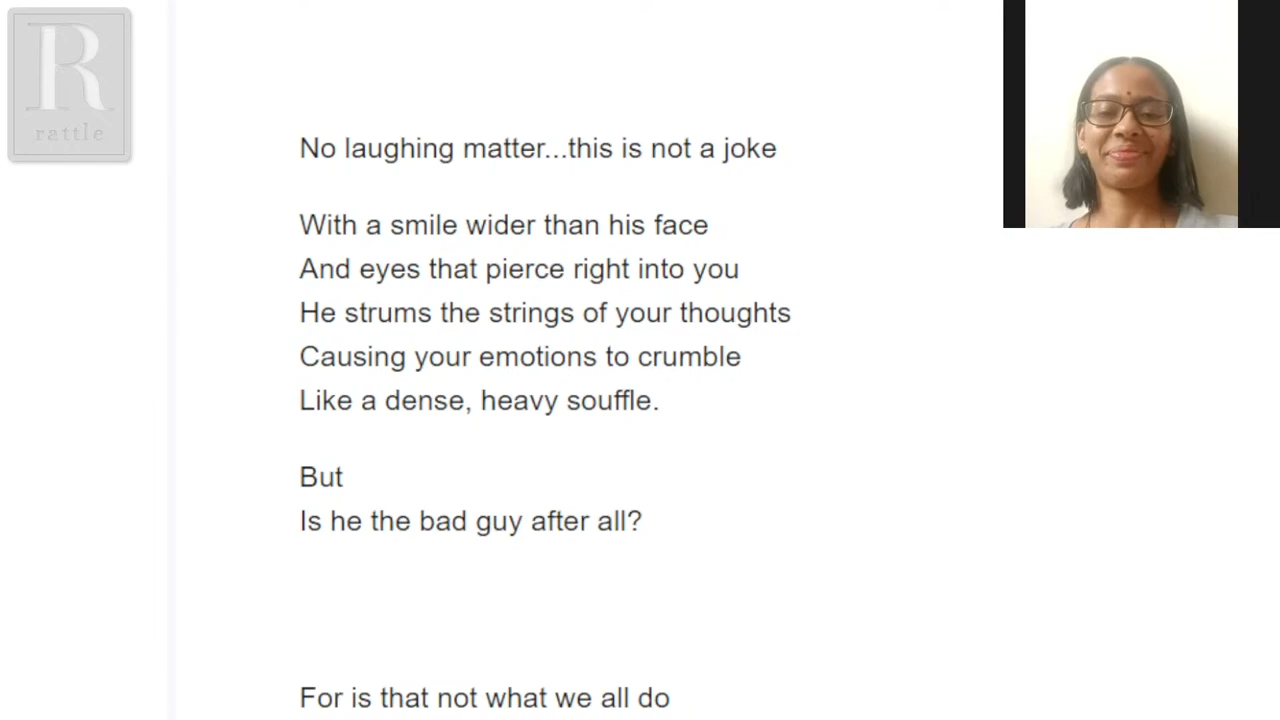 R
rattle
No laughing matter...this is not a joke
With a smile wider than his face
And eyes that pierce right into you
He strums the strings of your thoughts
Causing your emotions to crumble
Like a dense, heavy souffle.
But
Is he the bad guy after all?
For is that not what we all do